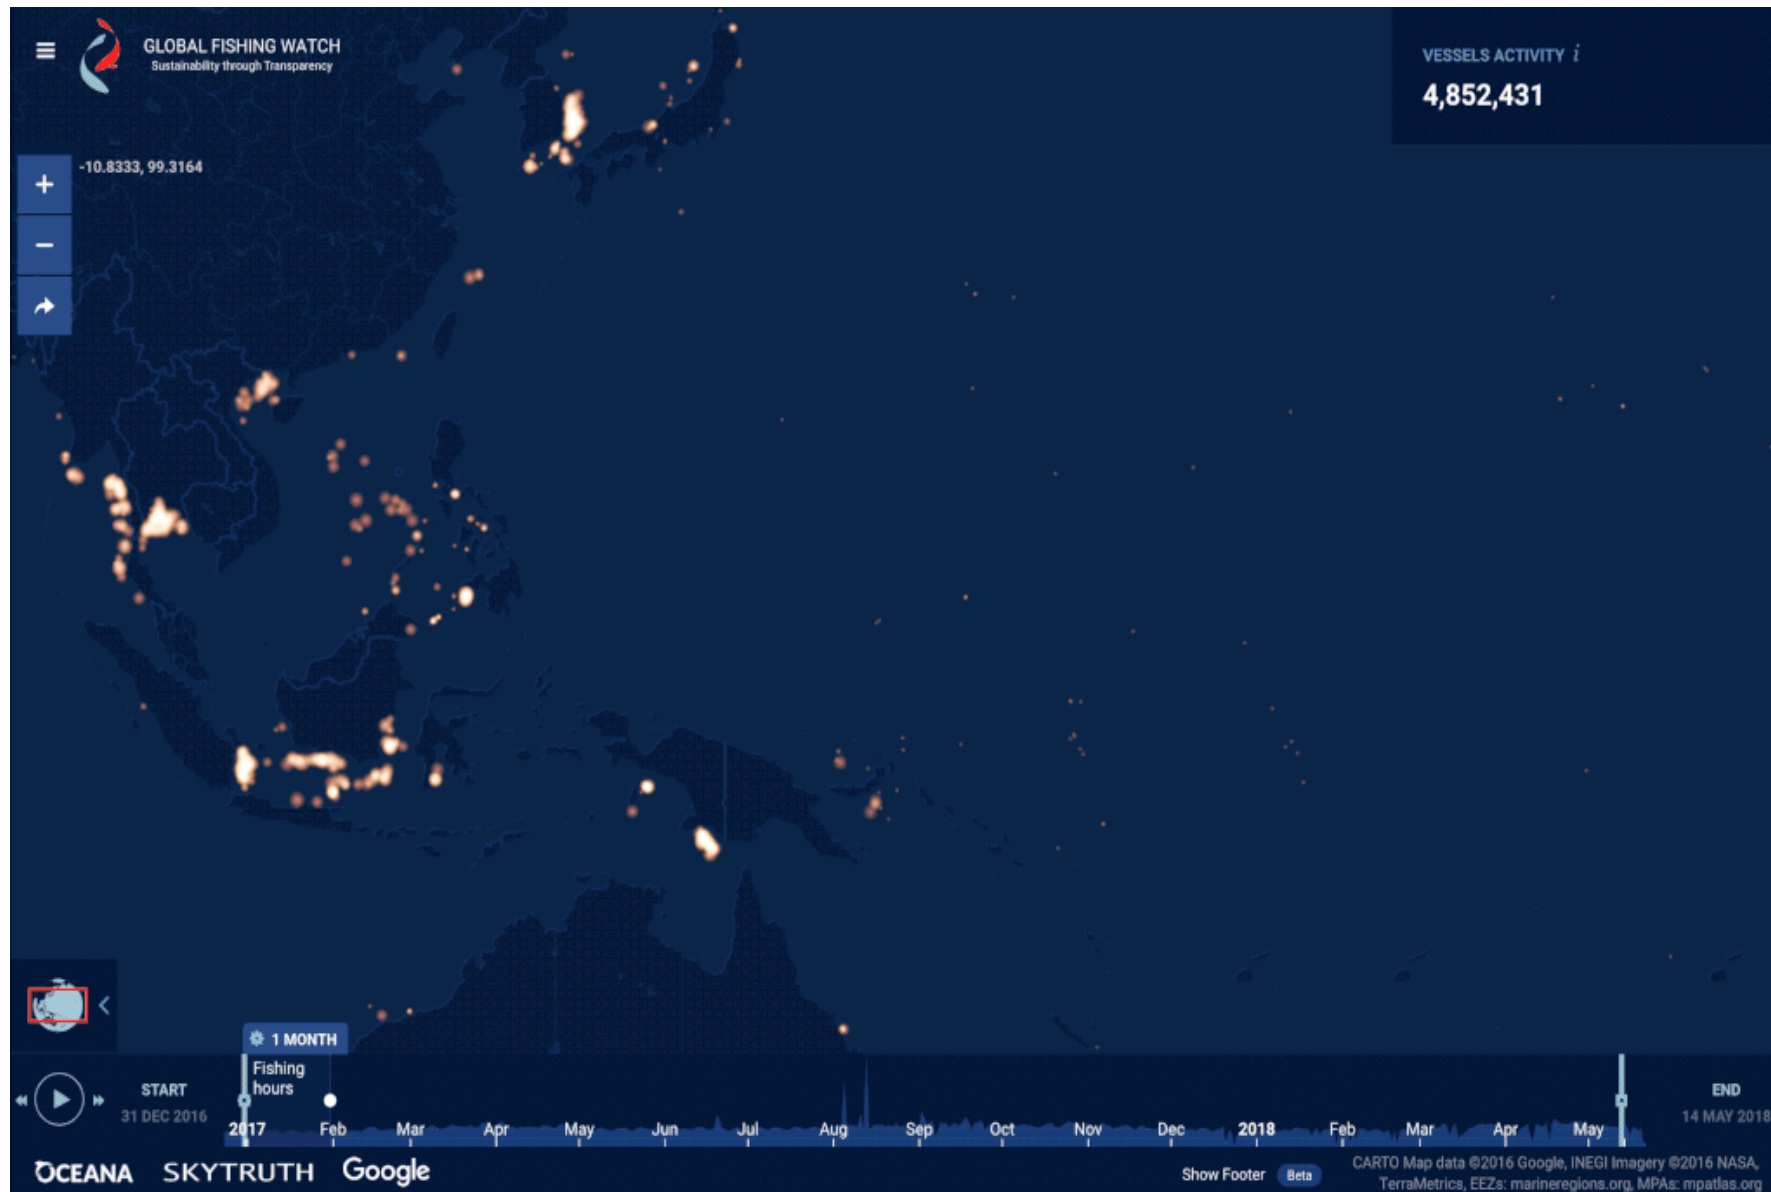 GLOBAL FISHING WATCH
Sustainability through Transparency
VESSELS ACTIVITY i
4,852,431
+
-10.8333, 99.3164
−
1 MONTH
Fishing
hours
START
31 DEC 2016
END
14 MAY 2018
2017 Feb Mar Apr May Jun Jul Aug Sep Oct Nov Dec 2018 Feb Mar Apr May
OCEANA SKYTRUTH Google
Show Footer Beta
CARTO Map data ©2016 Google, INEGI Imagery ©2016 NASA,
TerraMetrics, EEZs: marineregions.org, MPAs: mpatlas.org